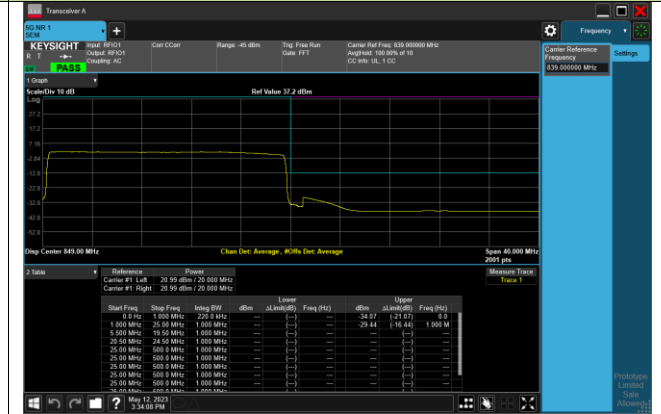 Transceiver A
5G NR 1
SEM
+
Frequency
KEYSIGHT
R T
PASS
Input: RFIO1
Output: RFIO1
Coupling: AC
Corr CCorr
Range: -45 dBm
Trig: Free Run
Gate: FFT
Carrier Ref Freq: 839.000000 MHz
Avg|Hold: 100.00% of 10
CC Info: UL, 1 CC
Carrier Reference
Frequency
839.000000 MHz
Settings
1 Graph
Scale/Div 10 dB
Ref Value 37.2 dBm
Log
27.2
17.2
7.16
-2.84
-12.8
-22.8
-32.8
-42.8
-52.8
Disp Center 849.00 MHz
Chan Det: Average , #Offs Det: Average
Span 40.000 MHz
2001 pts
2 Table
Reference Power
Carrier #1: Left 20.99 dBm / 20.000 MHz
Carrier #1: Right 20.99 dBm / 20.000 MHz
Measure Trace
Trace 1
Lower Upper
Start Freq Stop Freq Integ BW dBm ΔLimit(dB) Freq (Hz) dBm ΔLimit(dB) Freq (Hz)
0.0 Hz 1.000 MHz 220.0 kHz --- (---) --- -34.07 (-21.07) 0.0
1.000 MHz 25.00 MHz 1.000 MHz --- (---) --- -29.44 (-16.44) 1.000 M
5.500 MHz 19.50 MHz 1.000 MHz --- (---) --- --- (---) ---
20.50 MHz 24.50 MHz 1.000 MHz --- (---) --- --- (---) ---
25.00 MHz 500.0 MHz 1.000 MHz --- (---) --- --- (---) ---
25.00 MHz 500.0 MHz 1.000 MHz --- (---) --- --- (---) ---
25.00 MHz 500.0 MHz 1.000 MHz --- (---) --- --- (---) ---
25.00 MHz 500.0 MHz 1.000 MHz --- (---) --- --- (---) ---
25.00 MHz 500.0 MHz 1.000 MHz --- (---) --- --- (---) ---
Prototype
Limited
Sale
Allowed
?
May 12, 2023
3:34:08 PM